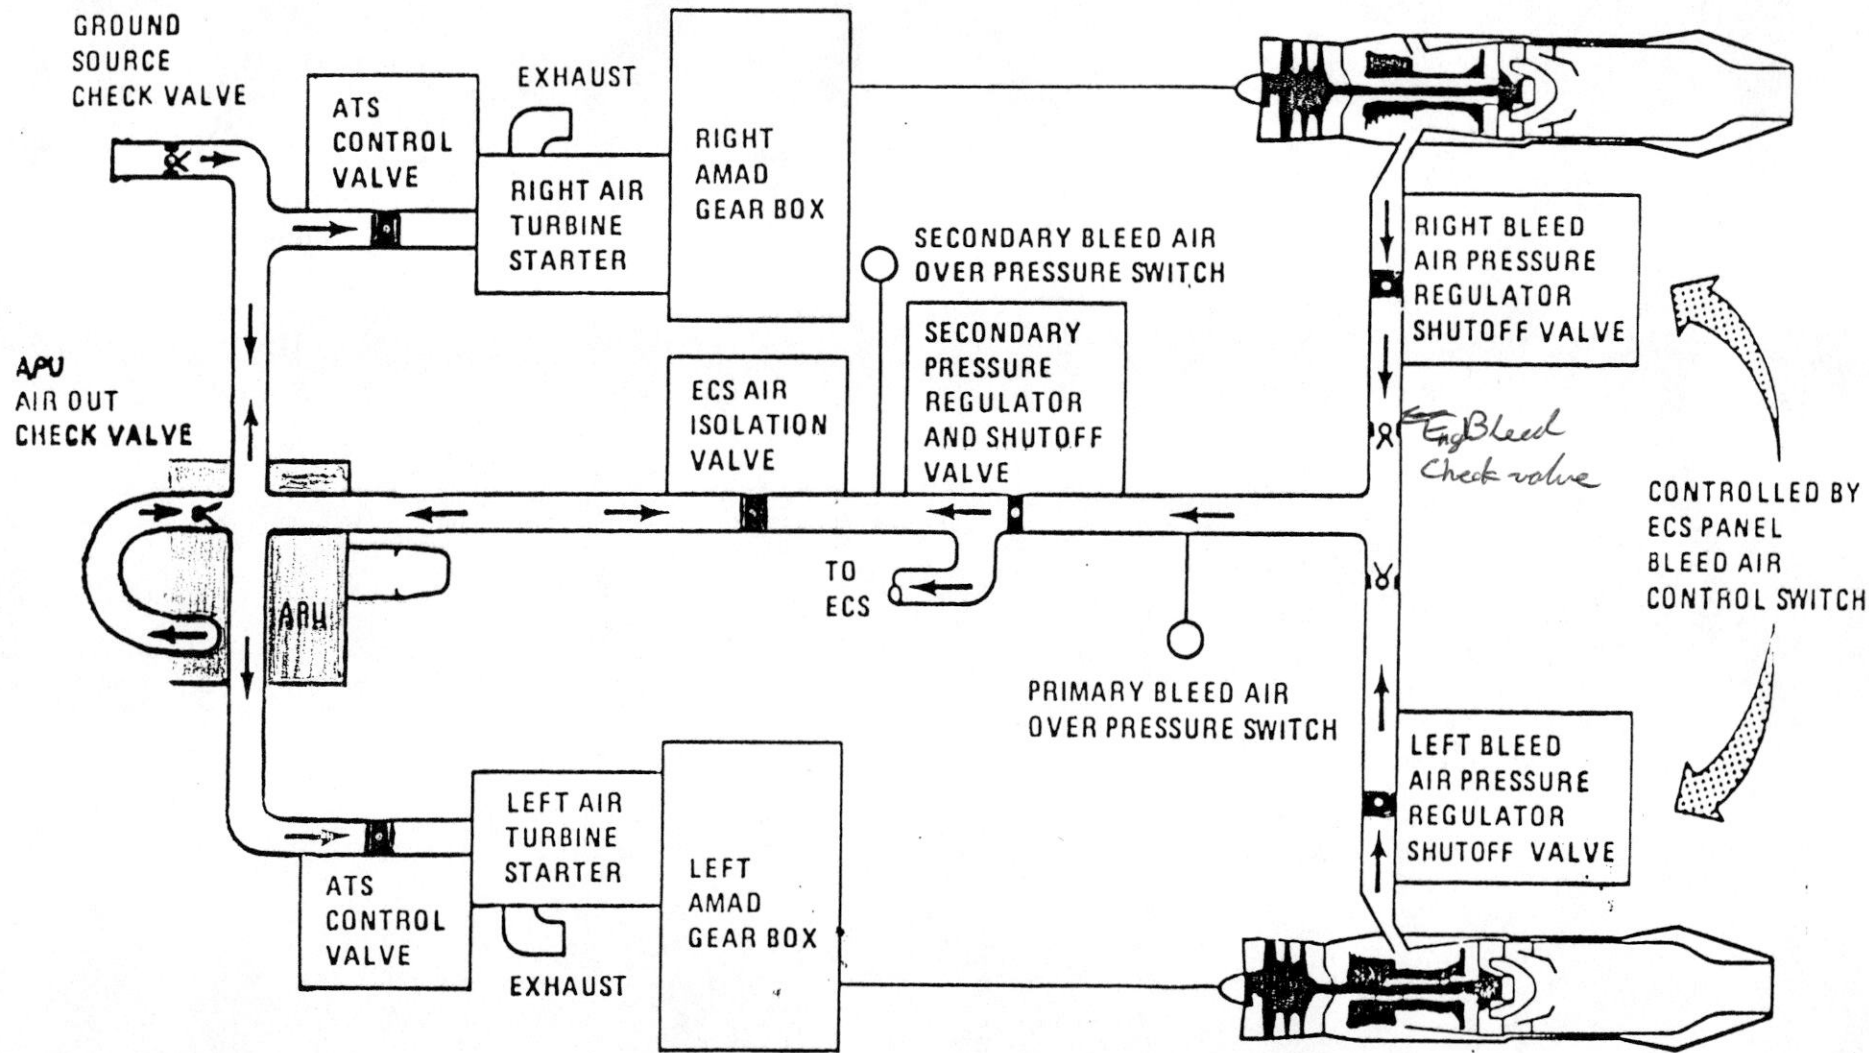 GROUND
SOURCE
CHECK VALVE
ATS
CONTROL
VALVE
EXHAUST
RIGHT AIR
TURBINE
STARTER
RIGHT
AMAD
GEAR BOX
SECONDARY BLEED AIR
OVER PRESSURE SWITCH
RIGHT BLEED
AIR PRESSURE
REGULATOR
SHUTOFF VALVE
APU
AIR OUT
CHECK VALVE
ECS AIR
ISOLATION
VALVE
SECONDARY
PRESSURE
REGULATOR
AND SHUTOFF
VALVE
Eng Bleed
Check valve
CONTROLLED BY
ECS PANEL
BLEED AIR
CONTROL SWITCH
APU
TO
ECS
PRIMARY BLEED AIR
OVER PRESSURE SWITCH
LEFT BLEED
AIR PRESSURE
REGULATOR
SHUTOFF VALVE
LEFT AIR
TURBINE
STARTER
ATS
CONTROL
VALVE
EXHAUST
LEFT
AMAD
GEAR BOX